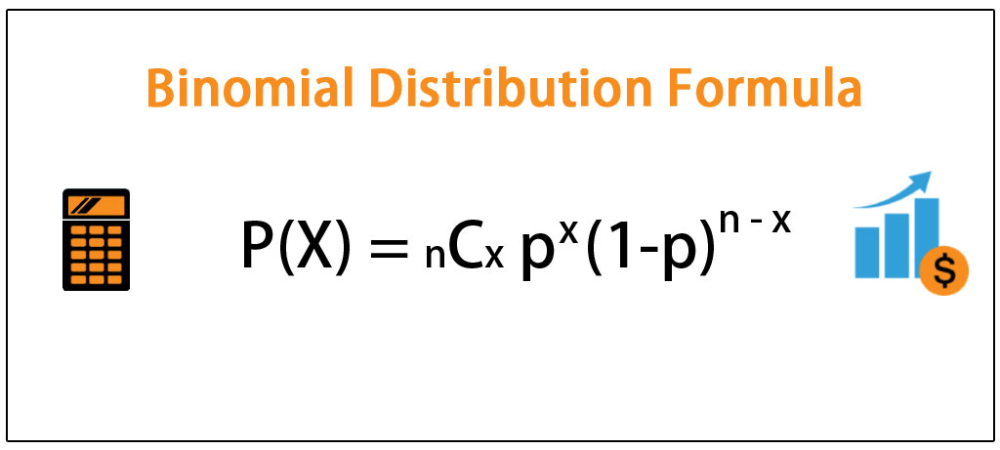 Binomial Distribution Formula
P(X) = nCx pˣ(1-p)ⁿ ⁻ ˣ
$